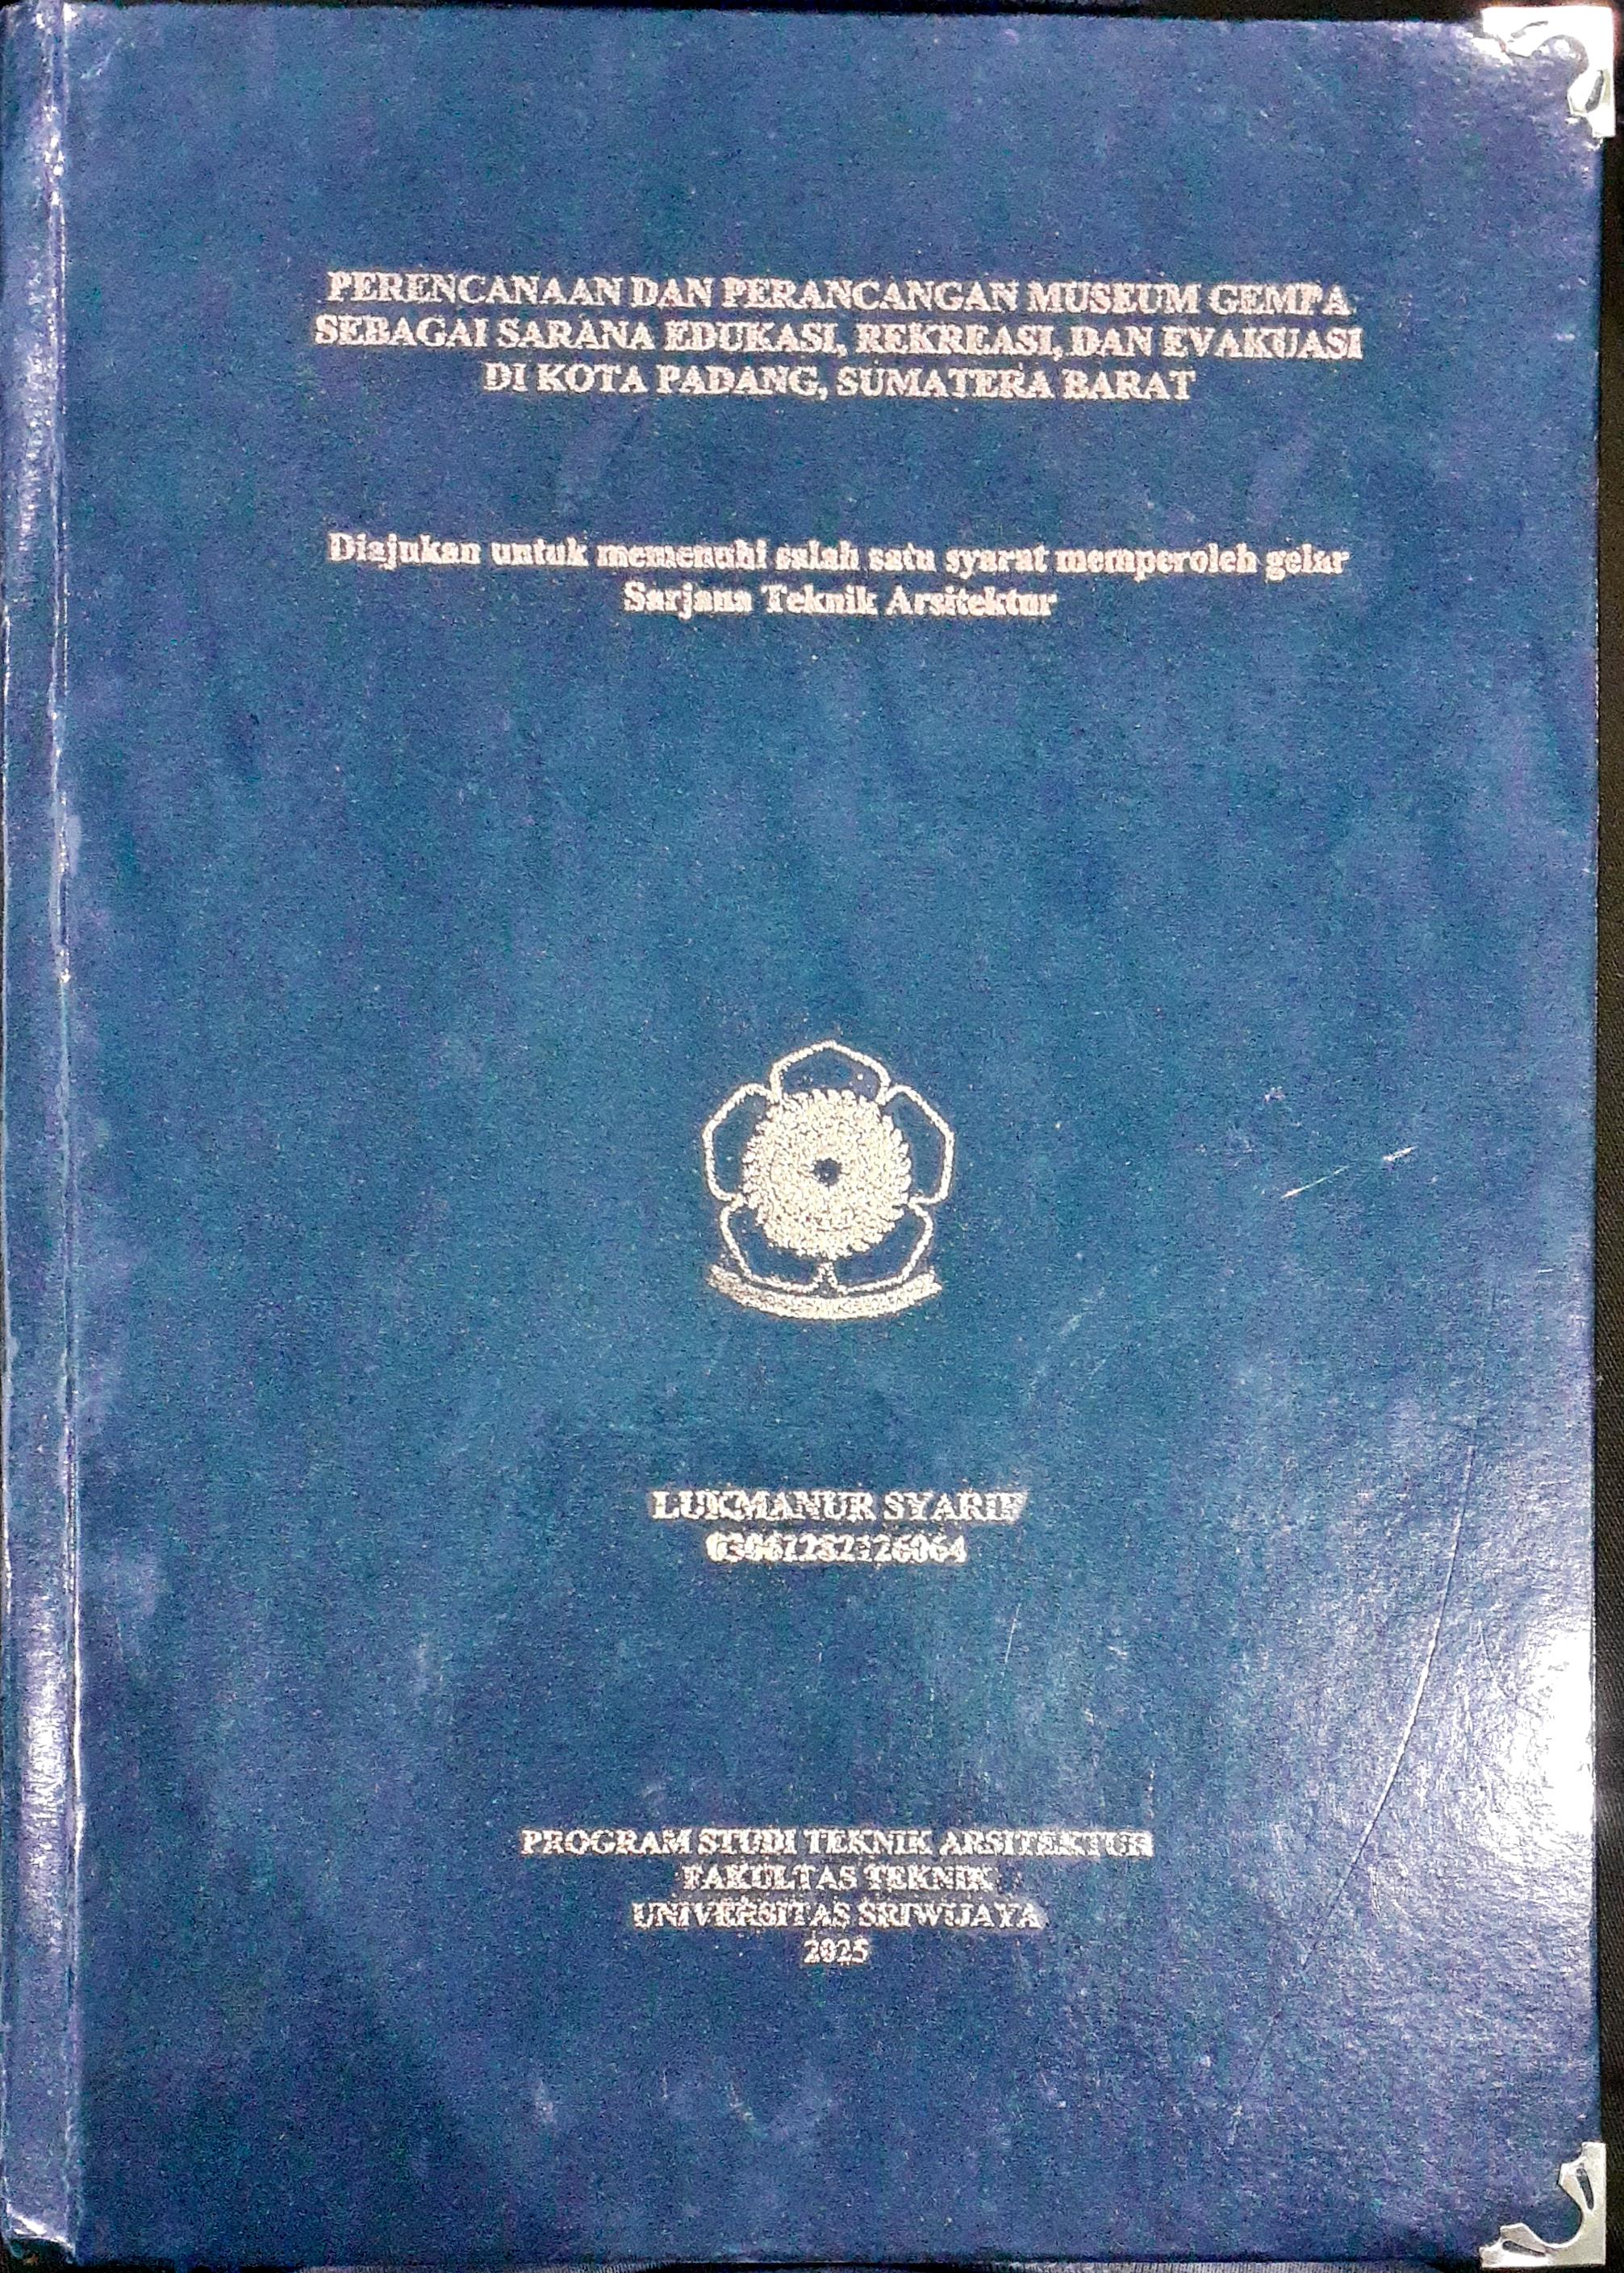 PERENCANAAN DAN PERANCANGAN MUSEUM GEMPA
SEBAGAI SARANA EDUKASI, REKREASI, DAN EVAKUASI
DI KOTA PADANG, SUMATERA BARAT
Diajukan untuk memenuhi salah satu syarat memperoleh gelar
Sarjana Teknik Arsitektur
LUKMANUR SYARIF
03061282126064
PROGRAM STUDI TEKNIK ARSITEKTUR
FAKULTAS TEKNIK
UNIVERSITAS SRIWIJAYA
2025